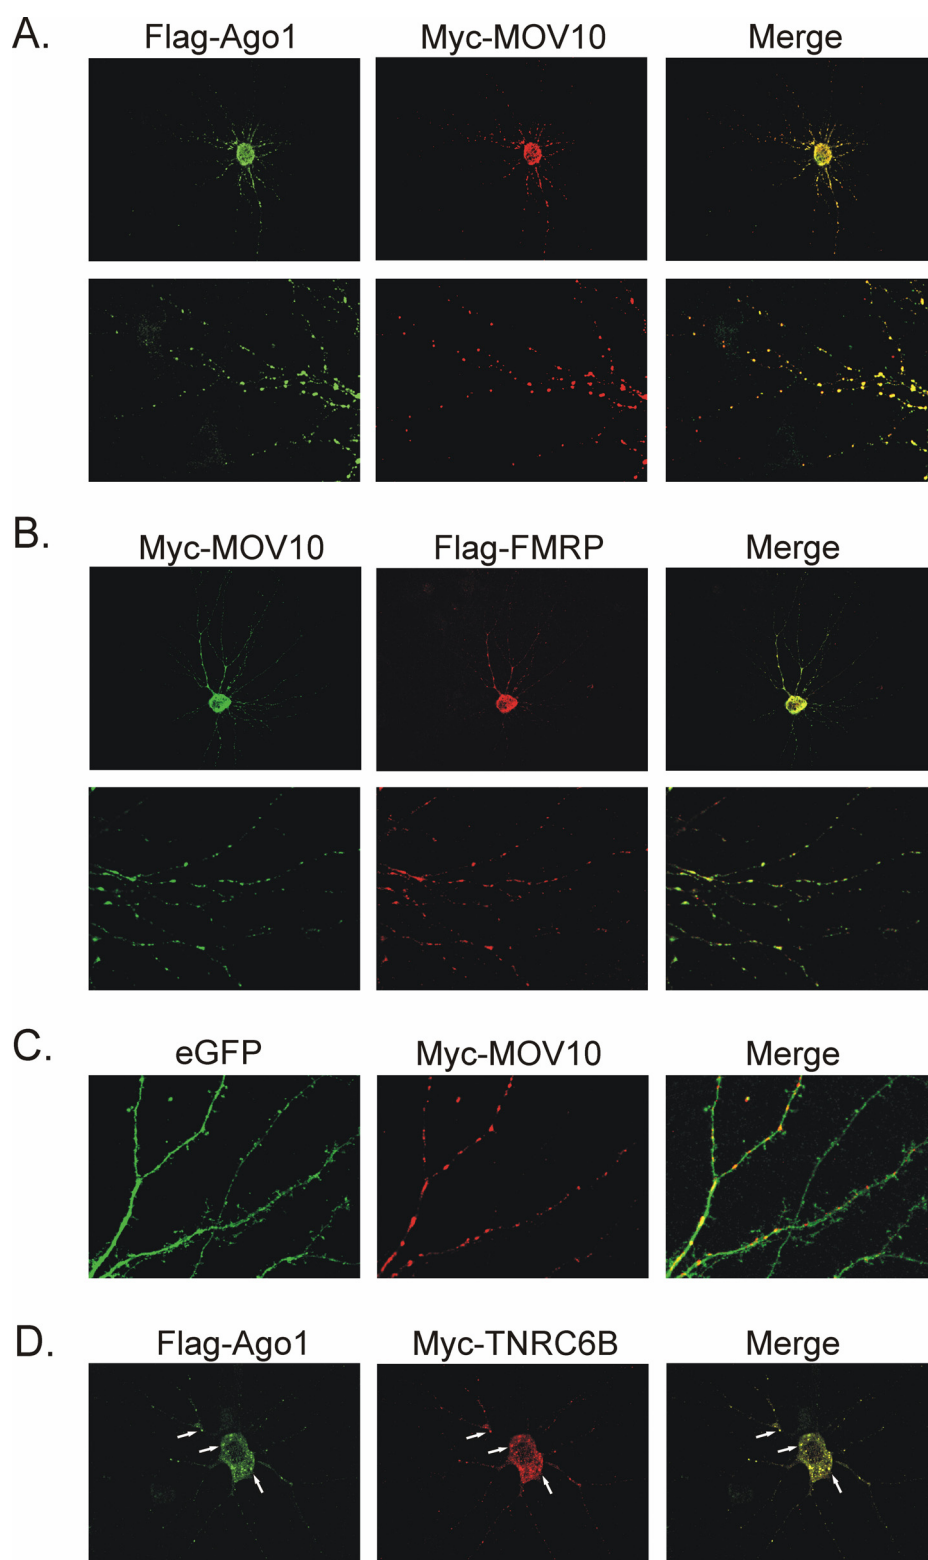 A.
Flag-Ago1 Myc-MOV10 Merge
B.
Myc-MOV10 Flag-FMRP Merge
C.
eGFP Myc-MOV10 Merge
D.
Flag-Ago1 Myc-TNRC6B Merge